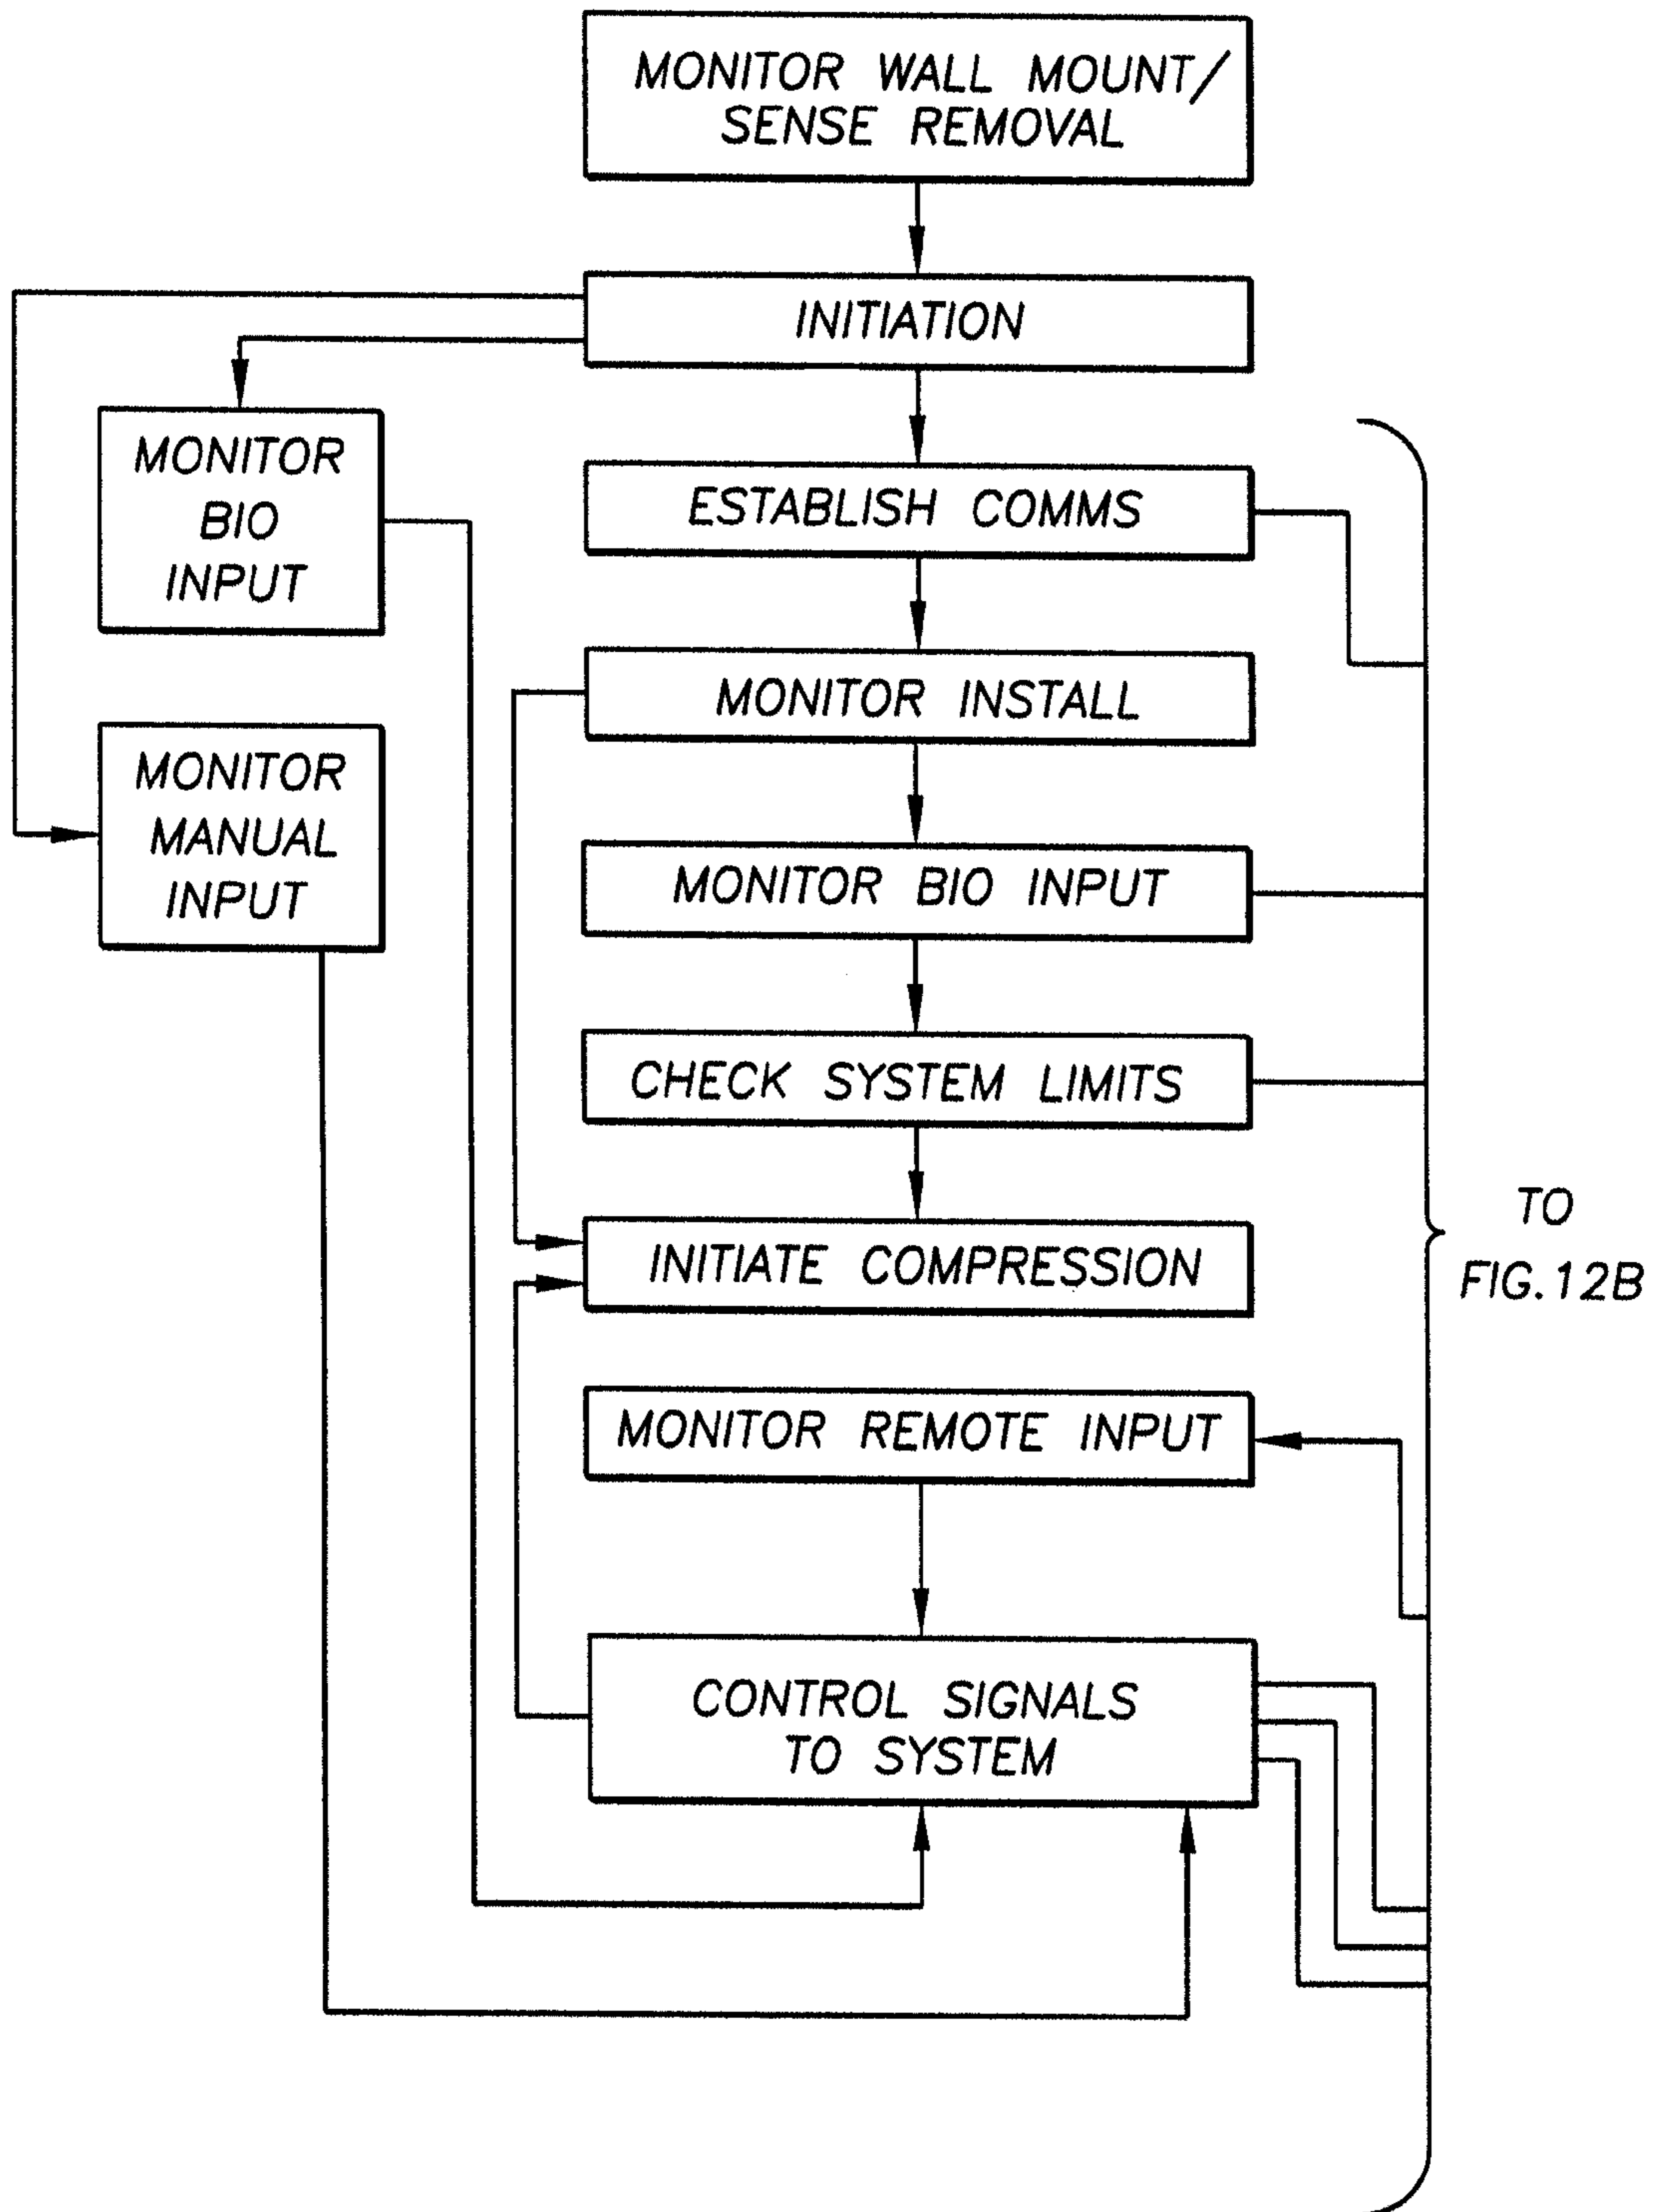 MONITOR WALL MOUNT/
SENSE REMOVAL
INITIATION
MONITOR
BIO
INPUT
ESTABLISH COMMS
MONITOR INSTALL
MONITOR
MANUAL
INPUT
MONITOR BIO INPUT
CHECK SYSTEM LIMITS
INITIATE COMPRESSION
TO
FIG.12B
MONITOR REMOTE INPUT
CONTROL SIGNALS
TO SYSTEM